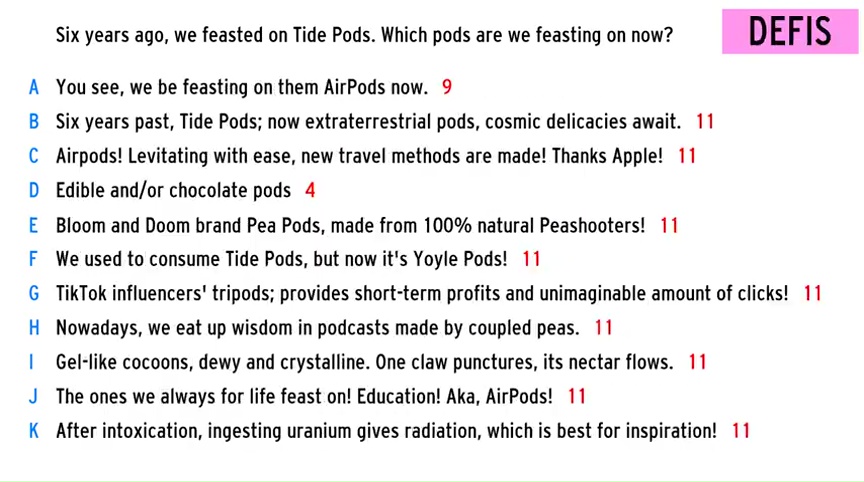 Six years ago, we feasted on Tide Pods. Which pods are we feasting on now?
DEFIS
A You see, we be feasting on them AirPods now. 9
B Six years past, Tide Pods; now extraterrestrial pods, cosmic delicacies await. 11
C Airpods! Levitating with ease, new travel methods are made! Thanks Apple! 11
D Edible and/or chocolate pods 4
E Bloom and Doom brand Pea Pods, made from 100% natural Peashooters! 11
F We used to consume Tide Pods, but now it's Yoyle Pods! 11
G TikTok influencers' tripods; provides short-term profits and unimaginable amount of clicks! 11
H Nowadays, we eat up wisdom in podcasts made by coupled peas. 11
I Gel-like cocoons, dewy and crystalline. One claw punctures, its nectar flows. 11
J The ones we always for life feast on! Education! Aka, AirPods! 11
K After intoxication, ingesting uranium gives radiation, which is best for inspiration! 11